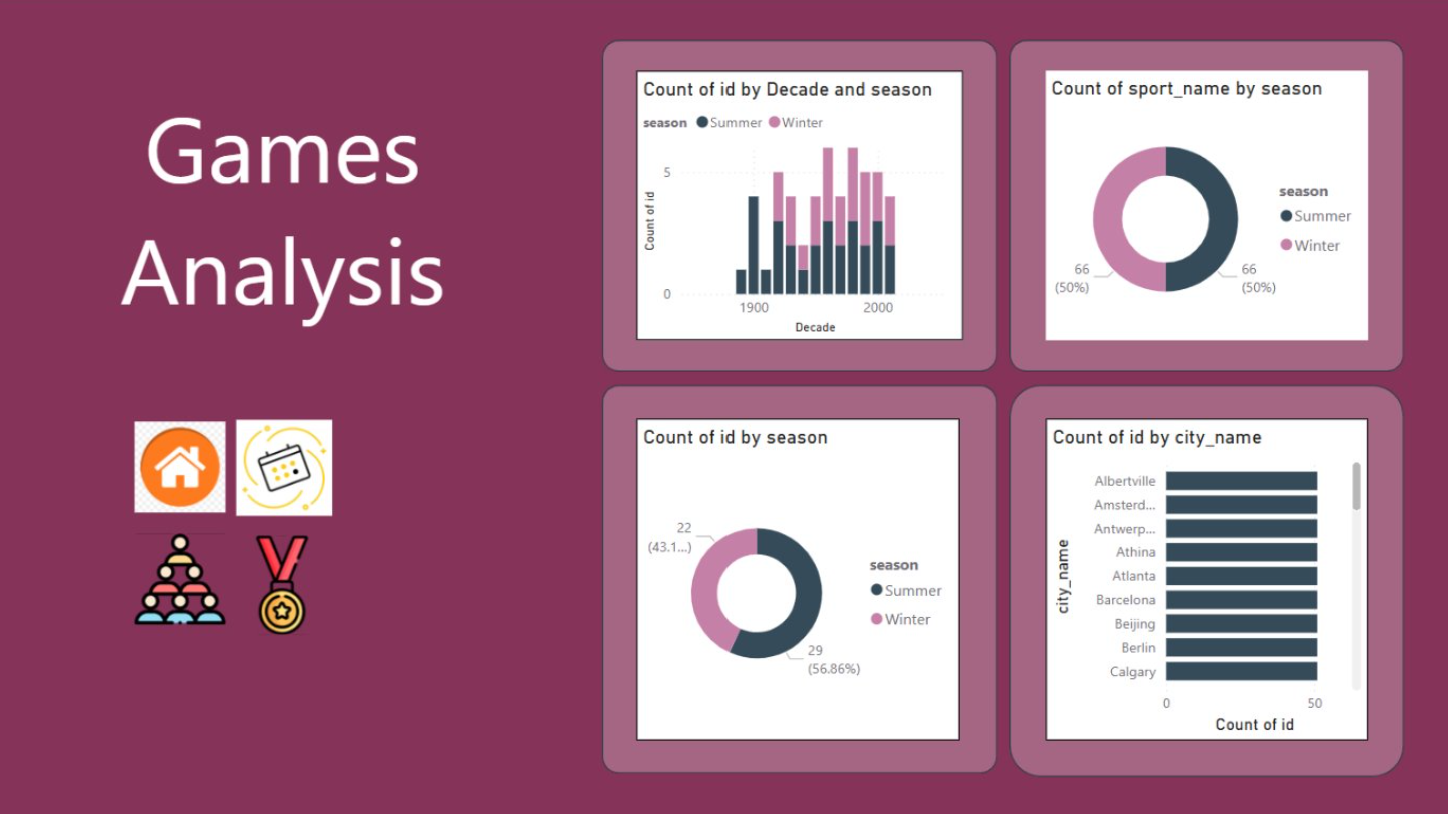 Games
Analysis
Count of id by Decade and season
season Summer Winter
5
0
Count of id
1900 2000
Decade
Count of sport_name by season
66
(50%)
66
(50%)
season
Summer
Winter
Count of id by season
22
(43.1...)
29
(56.86%)
season
Summer
Winter
Count of id by city_name
city_name
Albertville
Amsterd...
Antwerp...
Athina
Atlanta
Barcelona
Beijing
Berlin
Calgary
0 50
Count of id